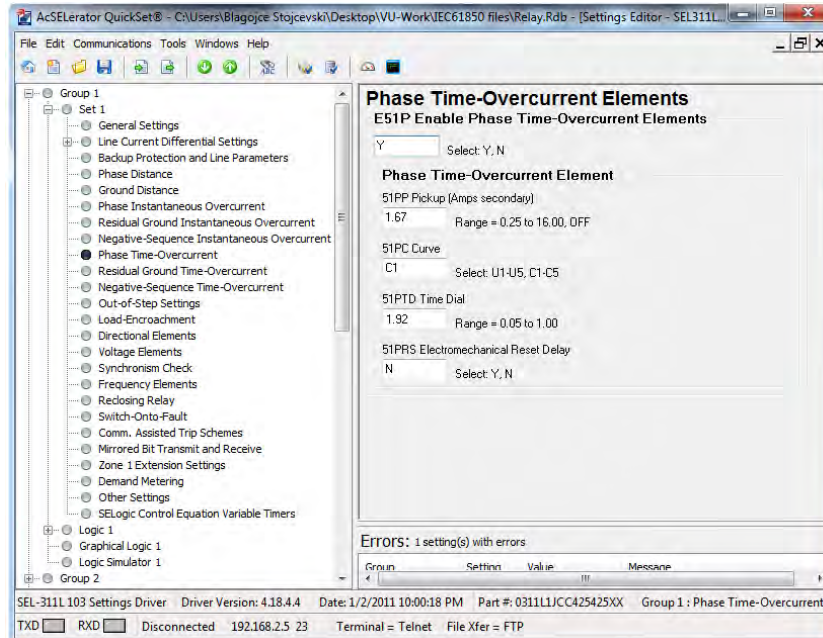 AcSELerator QuickSet® - C:\Users\Blagojce Stojcevski\Desktop\VU-Work\IEC61850 files\Relay.Rdb - [Settings Editor - SEL311L...
File Edit Communications Tools Windows Help
Group 1
Set 1
General Settings
Line Current Differential Settings
Backup Protection and Line Parameters
Phase Distance
Ground Distance
Phase Instantaneous Overcurrent
Residual Ground Instantaneous Overcurrent
Negative-Sequence Instantaneous Overcurrent
Phase Time-Overcurrent
Residual Ground Time-Overcurrent
Negative-Sequence Time-Overcurrent
Out-of-Step Settings
Load-Encroachment
Directional Elements
Voltage Elements
Synchronism Check
Frequency Elements
Reclosing Relay
Switch-Onto-Fault
Comm. Assisted Trip Schemes
Mirrored Bit Transmit and Receive
Zone 1 Extension Settings
Demand Metering
Other Settings
SELogic Control Equation Variable Timers
Logic 1
Graphical Logic 1
Logic Simulator 1
Group 2
Phase Time-Overcurrent Elements
E51P Enable Phase Time-Overcurrent Elements
Y Select: Y, N
Phase Time-Overcurrent Element
51PP Pickup (Amps secondary)
1.67 Range = 0.25 to 16.00, OFF
51PC Curve
C1 Select: U1-U5, C1-C5
51PTD Time Dial
1.92 Range = 0.05 to 1.00
51PRS Electromechanical Reset Delay
N Select: Y, N
Errors: 1 setting(s) with errors
Group Setting Value Message
SEL-311L 103 Settings Driver Driver Version: 4.18.4.4 Date: 1/2/2011 10:00:18 PM Part #: 0311L1JCC425425XX Group 1 : Phase Time-Overcurrent
TXD RXD Disconnected 192.168.2.5 23 Terminal = Telnet File Xfer = FTP